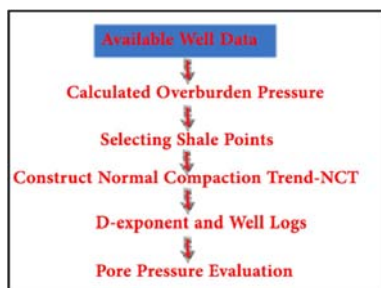 Available Well Data
Calculated Overburden Pressure
Selecting Shale Points
Construct Normal Compaction Trend-NCT
D-exponent and Well Logs
Pore Pressure Evaluation